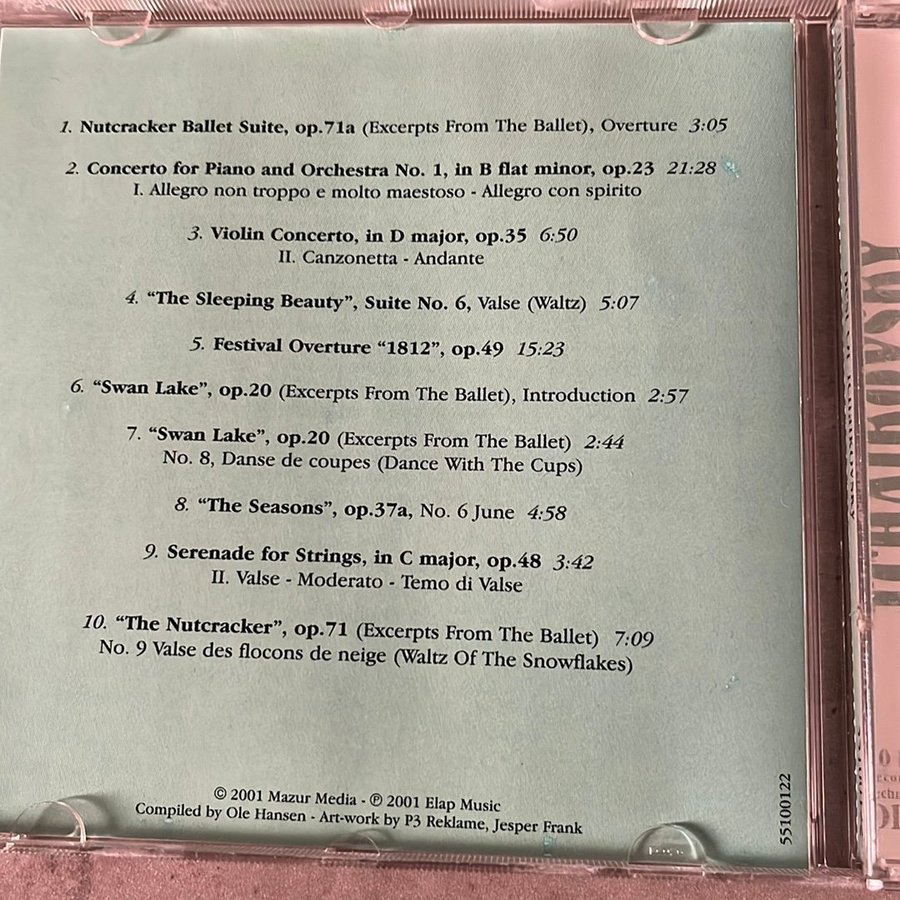 1. Nutcracker Ballet Suite, op.71a (Excerpts From The Ballet), Overture 3:05
2. Concerto for Piano and Orchestra No. 1, in B flat minor, op.23 21:28
I. Allegro non troppo e molto maestoso - Allegro con spirito
3. Violin Concerto, in D major, op.35 6:50
II. Canzonetta - Andante
4. “The Sleeping Beauty”, Suite No. 6, Valse (Waltz) 5:07
5. Festival Overture “1812”, op.49 15:23
6. “Swan Lake”, op.20 (Excerpts From The Ballet), Introduction 2:57
7. “Swan Lake”, op.20 (Excerpts From The Ballet) 2:44
No. 8, Danse de coupes (Dance With The Cups)
8. “The Seasons”, op.37a, No. 6 June 4:58
9. Serenade for Strings, in C major, op.48 3:42
II. Valse - Moderato - Temo di Valse
10. “The Nutcracker”, op.71 (Excerpts From The Ballet) 7:09
No. 9 Valse des flocons de neige (Waltz Of The Snowflakes)
© 2001 Mazur Media - ℗ 2001 Elap Music
Compiled by Ole Hansen - Art-work by P3 Reklame, Jesper Frank
55100122